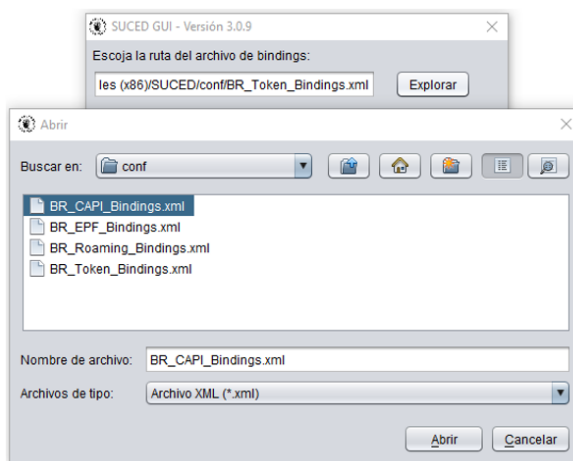 SUCED GUI - Versión 3.0.9
Escoja la ruta del archivo de bindings:
les (x86)/SUCED/conf/BR_Token_Bindings.xml Explorar
Abrir
Buscar en: conf
BR_CAPI_Bindings.xml
BR_EPF_Bindings.xml
BR_Roaming_Bindings.xml
BR_Token_Bindings.xml
Nombre de archivo: BR_CAPI_Bindings.xml
Archivos de tipo: Archivo XML (*.xml)
Abrir Cancelar